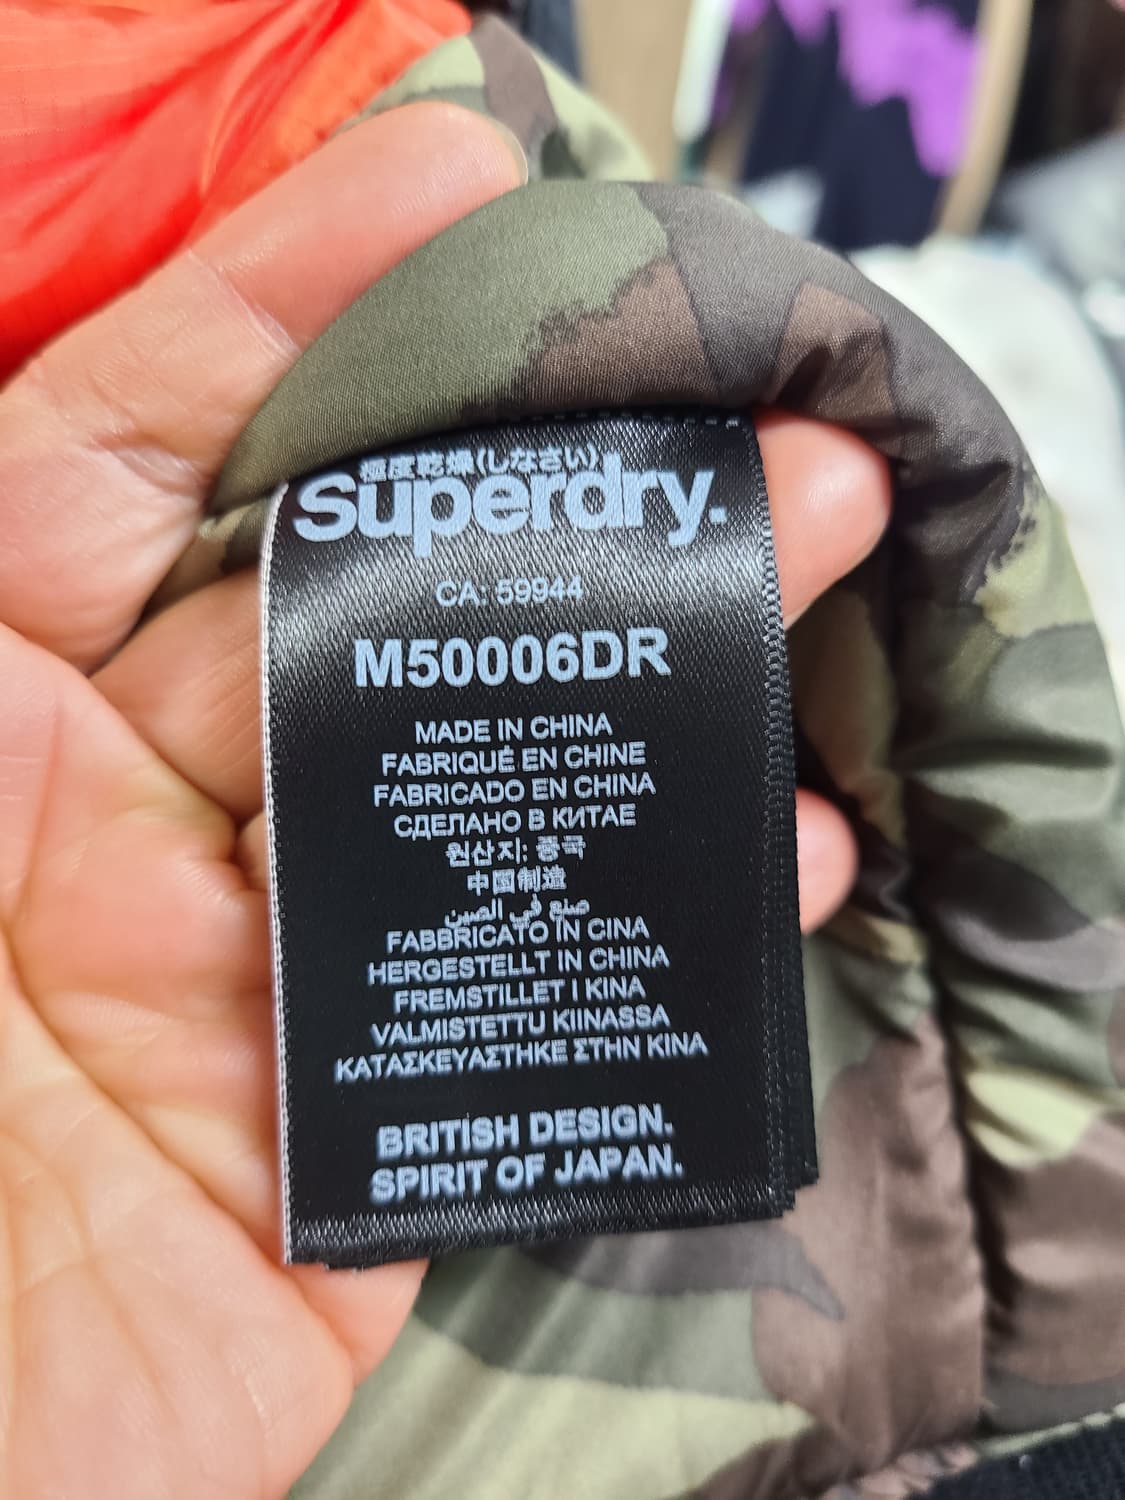 極度乾燥(しなさい)
Superdry.
CA: 59944
M50006DR
MADE IN CHINA
FABRIQUÉ EN CHINE
FABRICADO EN CHINA
СДЕЛАНО В КИТАЕ
원산지: 중국
中国制造
صنع في الصين
FABBRICATO IN CINA
HERGESTELLT IN CHINA
FREMSTILLET I KINA
VALMISTETTU KIINASSA
ΚΑΤΑΣΚΕΥΑΣΤΗΚΕ ΣΤΗΝ ΚΙΝΑ
BRITISH DESIGN.
SPIRIT OF JAPAN.